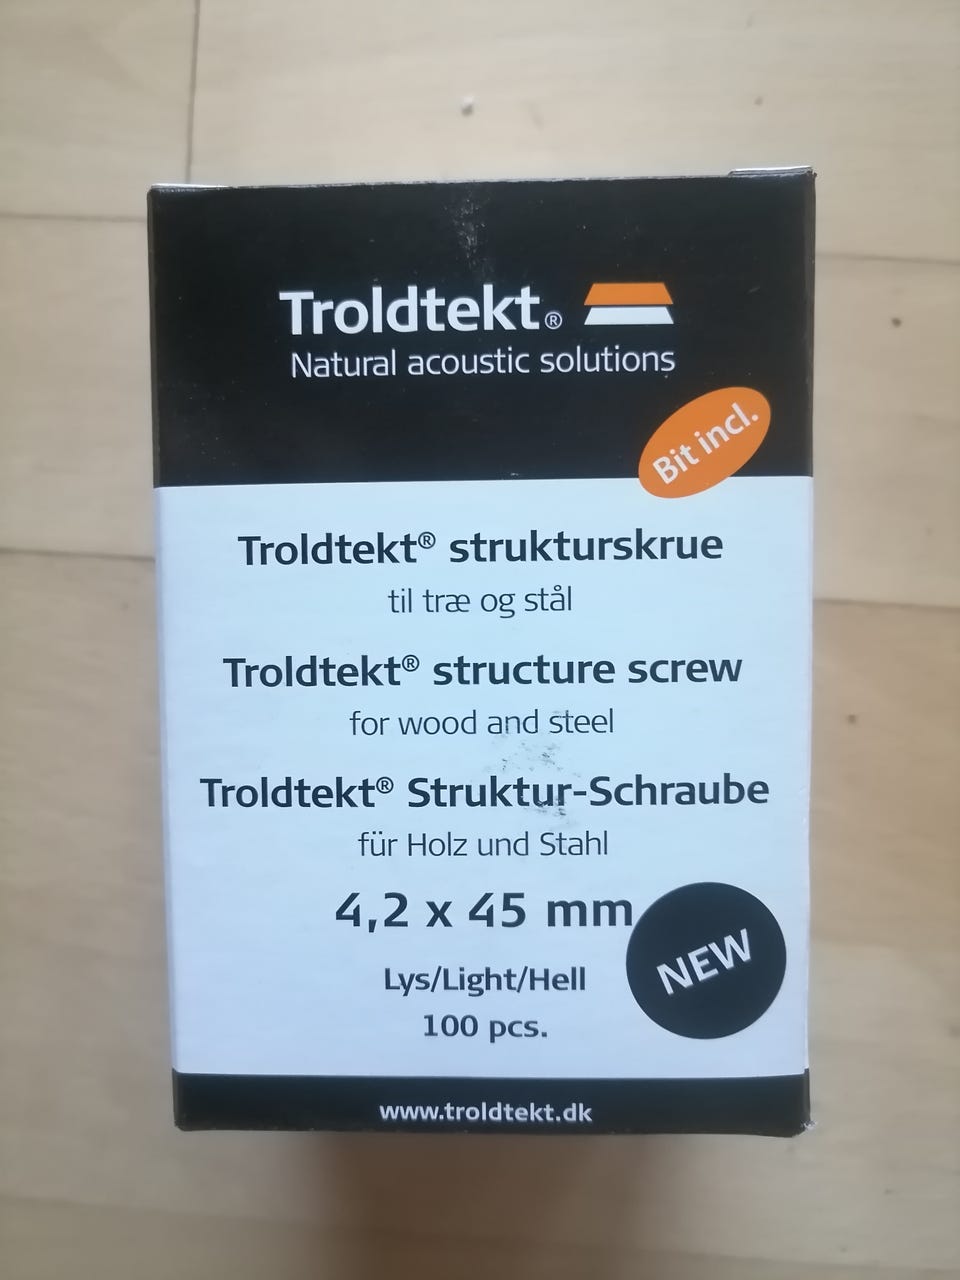 Troldtekt®
Natural acoustic solutions
Bit incl.
Troldtekt® strukturskrue
til træ og stål
Troldtekt® structure screw
for wood and steel
Troldtekt® Struktur-Schraube
für Holz und Stahl
4,2 x 45 mm
NEW
Lys/Light/Hell
100 pcs.
www.troldtekt.dk